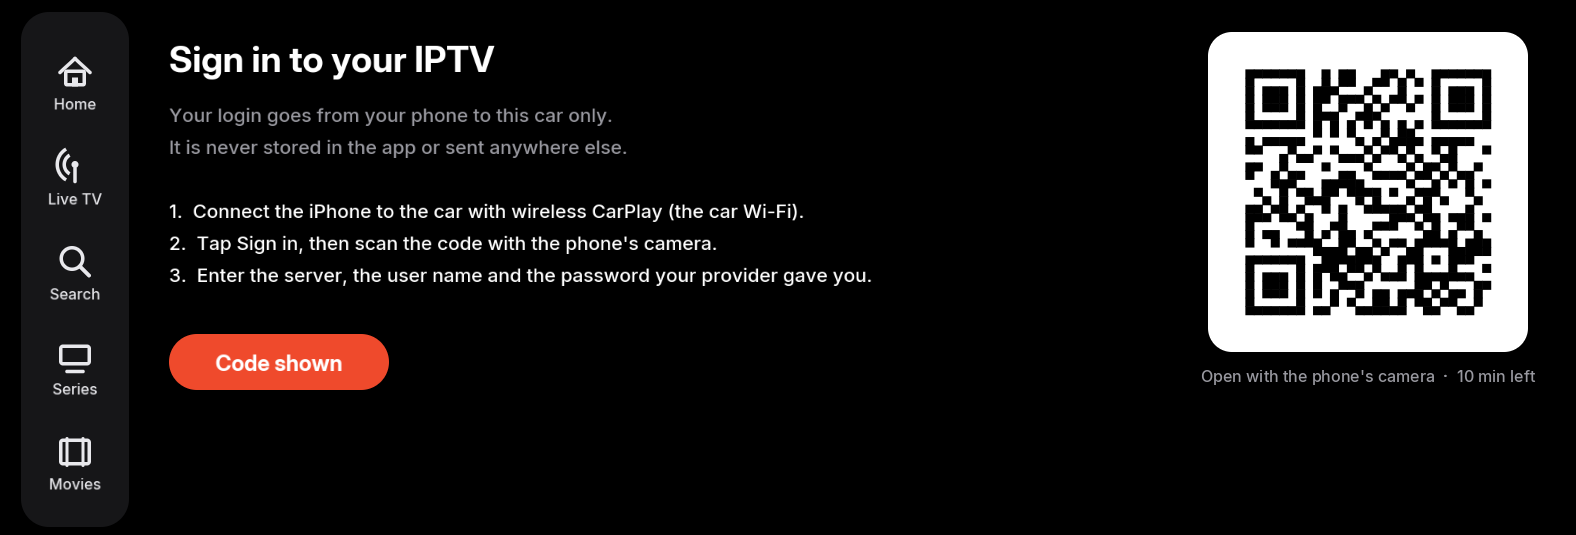 Home
Live TV
Search
Series
Movies
Sign in to your IPTV
Your login goes from your phone to this car only.
It is never stored in the app or sent anywhere else.
1. Connect the iPhone to the car with wireless CarPlay (the car Wi-Fi).
2. Tap Sign in, then scan the code with the phone's camera.
3. Enter the server, the user name and the password your provider gave you.
Code shown
Open with the phone's camera · 10 min left